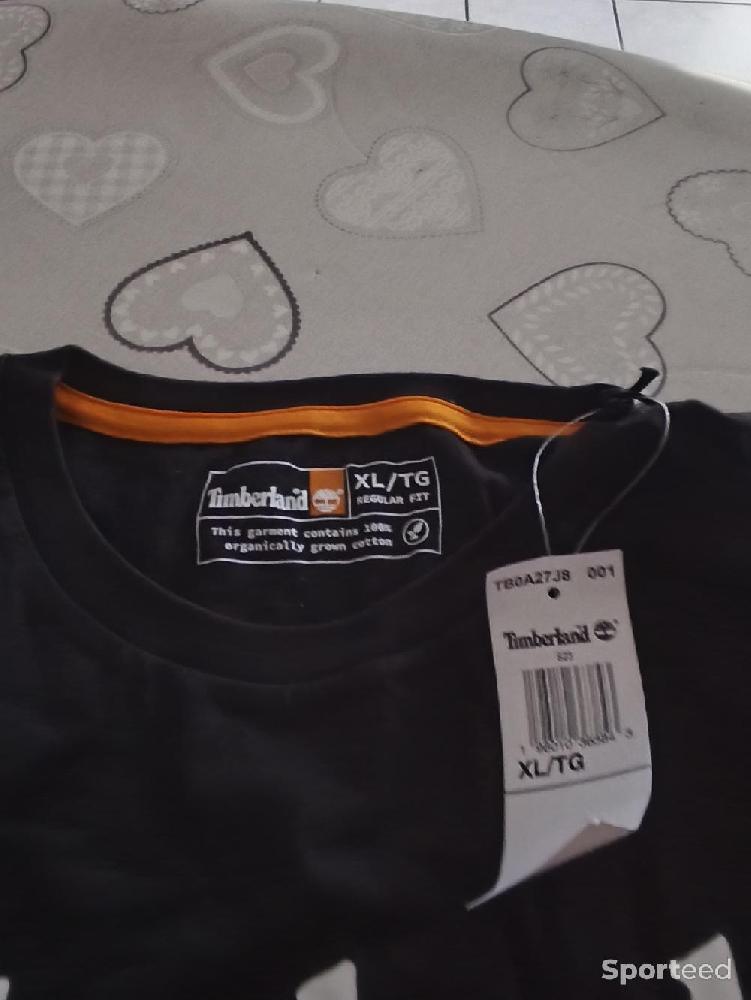 Timberland
XL/TG
REGULAR FIT
This garment contains 100%
organically grown cotton
TB0A27J8 001
Timberland
XL/TG
Sporteed